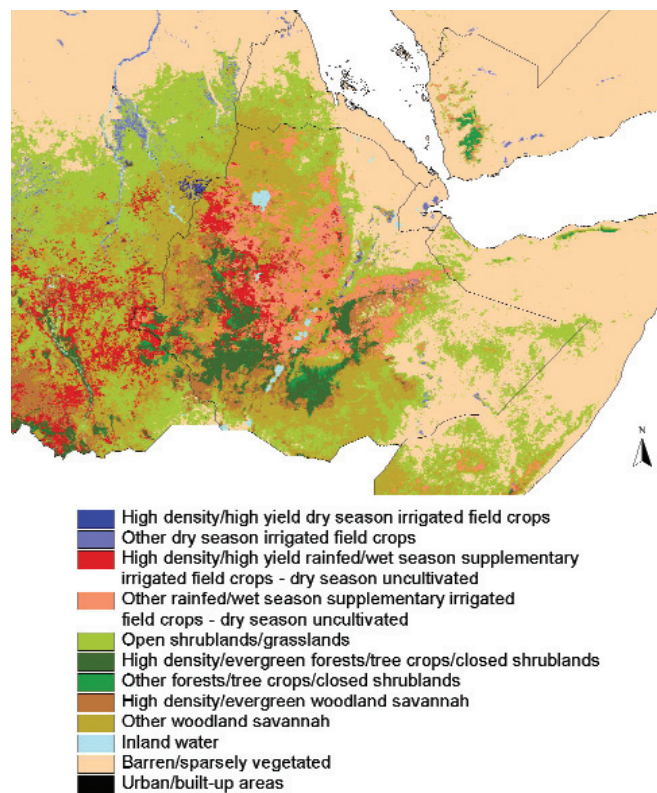 N
High density/high yield dry season irrigated field crops
Other dry season irrigated field crops
High density/high yield rainfed/wet season supplementary
irrigated field crops - dry season uncultivated
Other rainfed/wet season supplementary irrigated
field crops - dry season uncultivated
Open shrublands/grasslands
High density/evergreen forests/tree crops/closed shrublands
Other forests/tree crops/closed shrublands
High density/evergreen woodland savannah
Other woodland savannah
Inland water
Barren/sparsely vegetated
Urban/built-up areas